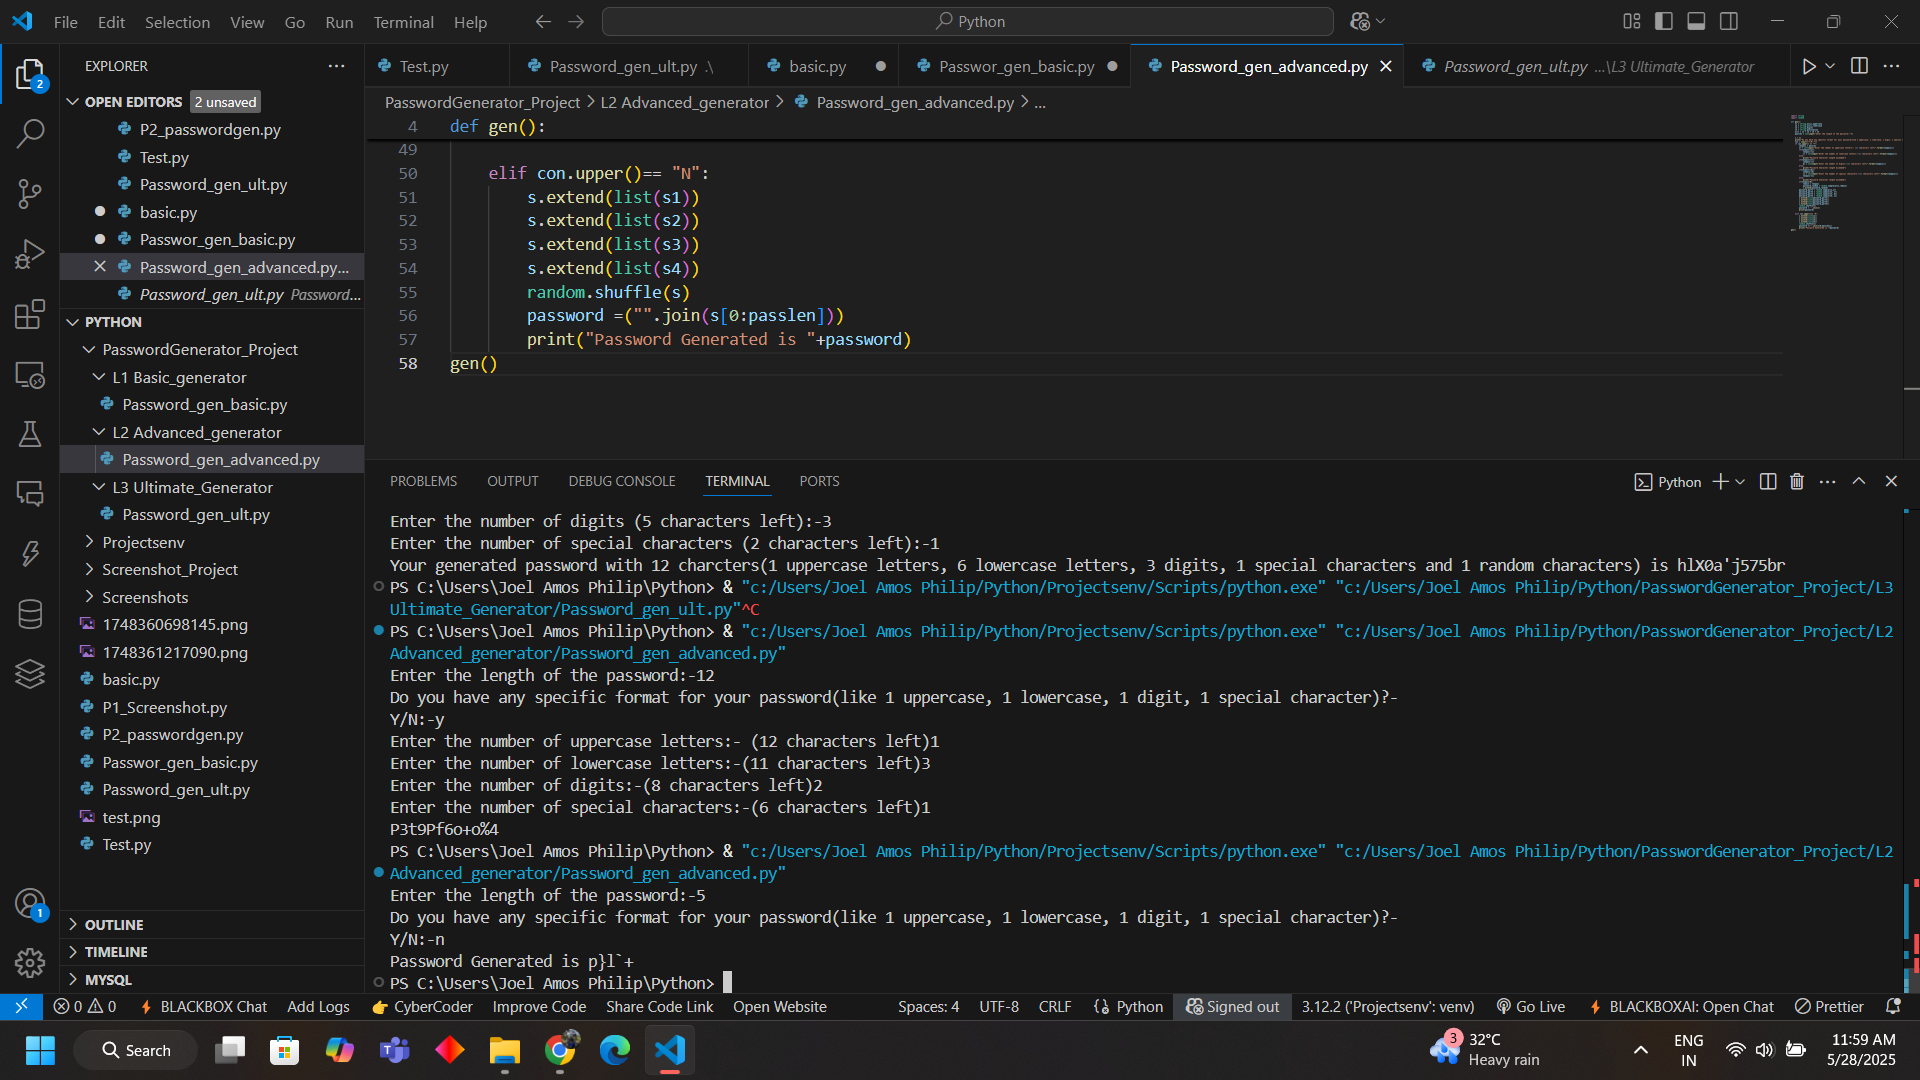 File Edit Selection View Go Run Terminal Help
Python
EXPLORER
OPEN EDITORS 2 unsaved
P2_passwordgen.py
Test.py
Password_gen_ult.py
basic.py
Passwor_gen_basic.py
Password_gen_advanced.py...
Password_gen_ult.py Password...
PYTHON
PasswordGenerator_Project
L1 Basic_generator
Password_gen_basic.py
L2 Advanced_generator
Password_gen_advanced.py
L3 Ultimate_Generator
Password_gen_ult.py
Projectsenv
Screenshot_Project
Screenshots
1748360698145.png
1748361217090.png
basic.py
P1_Screenshot.py
P2_passwordgen.py
Passwor_gen_basic.py
Password_gen_ult.py
test.png
Test.py
OUTLINE
TIMELINE
MYSQL
2
1
Test.py Password_gen_ult.py .\ basic.py Passwor_gen_basic.py Password_gen_advanced.py Password_gen_ult.py ...\L3 Ultimate_Generator
PasswordGenerator_Project > L2 Advanced_generator > Password_gen_advanced.py > ...
4 def gen():
49
50 elif con.upper()== "N":
51 s.extend(list(s1))
52 s.extend(list(s2))
53 s.extend(list(s3))
54 s.extend(list(s4))
55 random.shuffle(s)
56 password =("".join(s[0:passlen]))
57 print("Password Generated is "+password)
58 gen()
PROBLEMS OUTPUT DEBUG CONSOLE TERMINAL PORTS
Python
Enter the number of digits (5 characters left):-3
Enter the number of special characters (2 characters left):-1
Your generated password with 12 charcters(1 uppercase letters, 6 lowercase letters, 3 digits, 1 special characters and 1 random characters) is hlX0a'j575br
PS C:\Users\Joel Amos Philip\Python> & "c:/Users/Joel Amos Philip/Python/Projectsenv/Scripts/python.exe" "c:/Users/Joel Amos Philip/Python/PasswordGenerator_Project/L3
Ultimate_Generator/Password_gen_ult.py"^C
PS C:\Users\Joel Amos Philip\Python> & "c:/Users/Joel Amos Philip/Python/Projectsenv/Scripts/python.exe" "c:/Users/Joel Amos Philip/Python/PasswordGenerator_Project/L2
Advanced_generator/Password_gen_advanced.py"
Enter the length of the password:-12
Do you have any specific format for your password(like 1 uppercase, 1 lowercase, 1 digit, 1 special character)?-
Y/N:-y
Enter the number of uppercase letters:- (12 characters left)1
Enter the number of lowercase letters:-(11 characters left)3
Enter the number of digits:-(8 characters left)2
Enter the number of special characters:-(6 characters left)1
P3t9Pf6o+o%4
PS C:\Users\Joel Amos Philip\Python> & "c:/Users/Joel Amos Philip/Python/Projectsenv/Scripts/python.exe" "c:/Users/Joel Amos Philip/Python/PasswordGenerator_Project/L2
Advanced_generator/Password_gen_advanced.py"
Enter the length of the password:-5
Do you have any specific format for your password(like 1 uppercase, 1 lowercase, 1 digit, 1 special character)?-
Y/N:-n
Password Generated is p}l`+
PS C:\Users\Joel Amos Philip\Python>
0 0 BLACKBOX Chat Add Logs CyberCoder Improve Code Share Code Link Open Website Spaces: 4 UTF-8 CRLF Python Signed out 3.12.2 ('Projectsenv': venv) Go Live BLACKBOXAI: Open Chat Prettier
Search
3
32°C
Heavy rain
ENG
IN
11:59 AM
5/28/2025